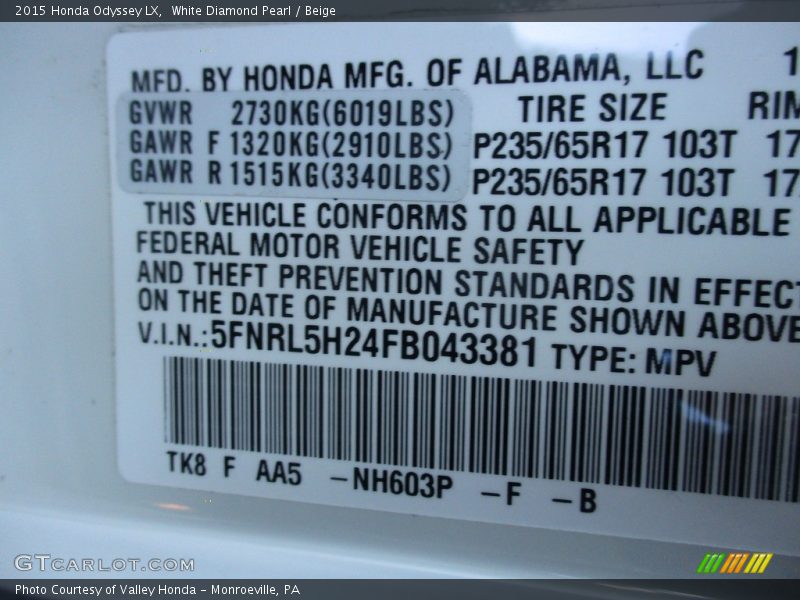 2015 Honda Odyssey LX,  White Diamond Pearl / Beige
MFD. BY HONDA MFG. OF ALABAMA, LLC
GVWR 2730KG(6019LBS) TIRE SIZE
GAWR F 1320KG(2910LBS) P235/65R17 103T 17
GAWR R 1515KG(3340LBS) P235/65R17 103T 17
THIS VEHICLE CONFORMS TO ALL APPLICABLE
FEDERAL MOTOR VEHICLE SAFETY
AND THEFT PREVENTION STANDARDS IN EFFECT
ON THE DATE OF MANUFACTURE SHOWN ABOVE
V.I.N.:5FNRL5H24FB043381 TYPE: MPV
TK8 F AA5 –NH603P –F –B
GTCARLOT.COM
Photo Courtesy of Valley Honda – Monroeville, PA